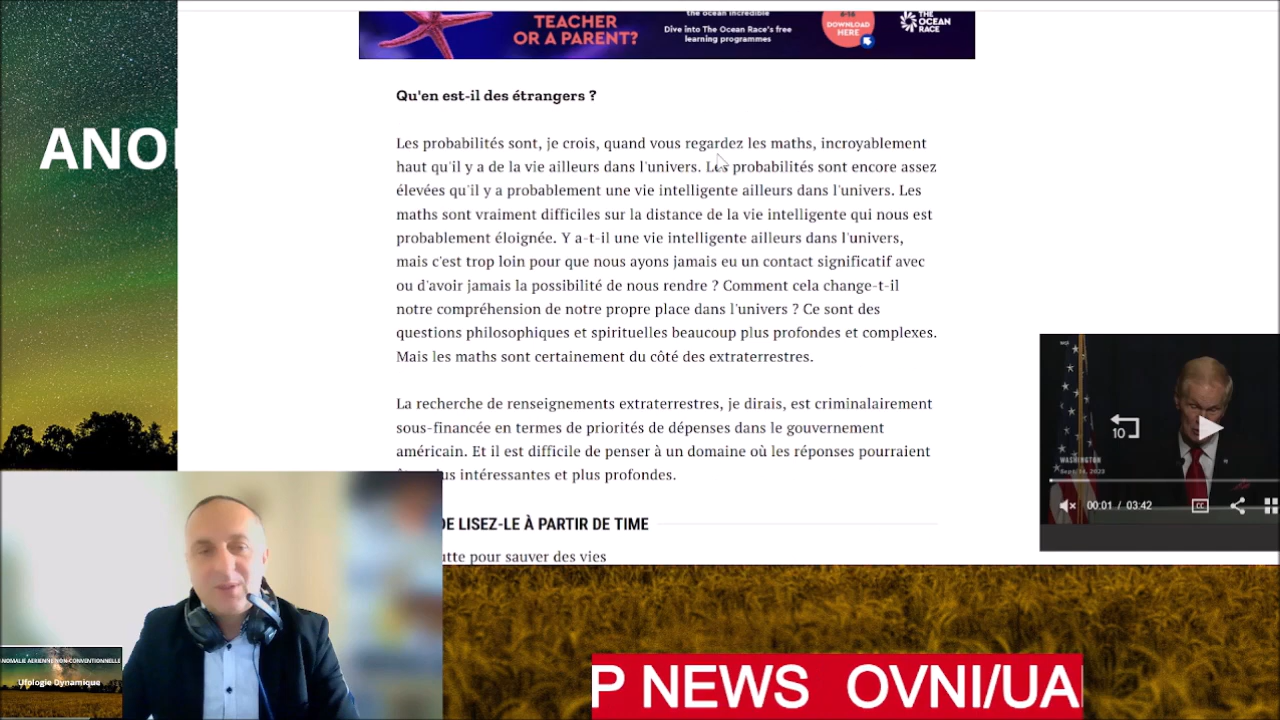 TEACHER
OR A PARENT?
the ocean incredible
Dive into The Ocean Race's free
learning programmes
6-16
DOWNLOAD
HERE
THE
OCEAN
RACE
ANO
Qu'en est-il des étrangers ?
Les probabilités sont, je crois, quand vous regardez les maths, incroyablement
haut qu'il y a de la vie ailleurs dans l'univers. Les probabilités sont encore assez
élevées qu'il y a probablement une vie intelligente ailleurs dans l'univers. Les
maths sont vraiment difficiles sur la distance de la vie intelligente qui nous est
probablement éloignée. Y a-t-il une vie intelligente ailleurs dans l'univers,
mais c'est trop loin pour que nous ayons jamais eu un contact significatif avec
ou d'avoir jamais la possibilité de nous rendre ? Comment cela change-t-il
notre compréhension de notre propre place dans l'univers ? Ce sont des
questions philosophiques et spirituelles beaucoup plus profondes et complexes.
Mais les maths sont certainement du côté des extraterrestres.
La recherche de renseignements extraterrestres, je dirais, est criminalairement
sous-financée en termes de priorités de dépenses dans le gouvernement
américain. Et il est difficile de penser à un domaine où les réponses pourraient
plus intéressantes et plus profondes.
DE LISEZ-LE À PARTIR DE TIME
utte pour sauver des vies
10
WASHINGTON
Sept. 14, 2023
00:01 / 03:42
CC
ANOMALIE AERIENNE NON-CONVENTIONNELLE
Ufologie Dynamique
P NEWS OVNI/UA